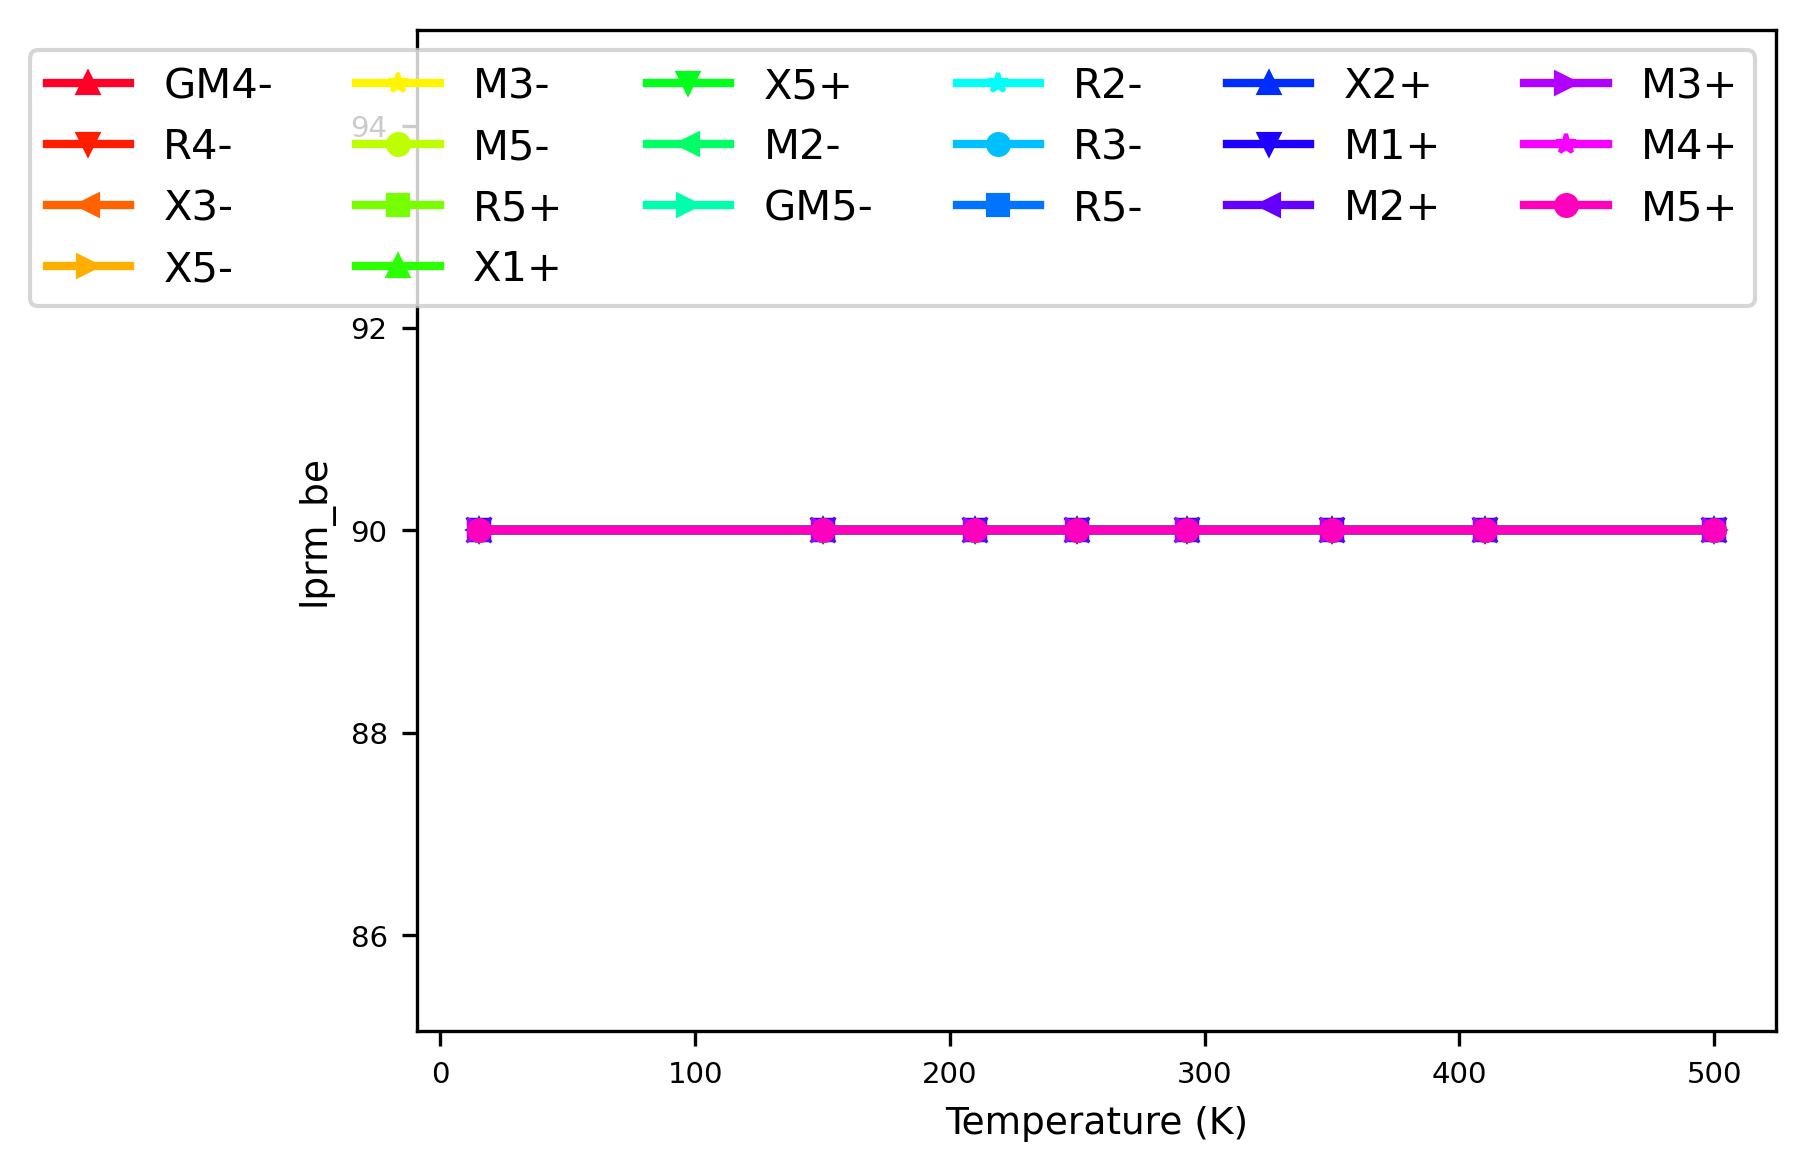 GM4- M3- X5+ R2- X2+ M3+
R4- M5- M2- R3- M1+ M4+
X3- R5+ GM5- R5- M2+ M5+
X5- X1+
94
92
90
88
86
lprm_be
0 100 200 300 400 500
Temperature (K)